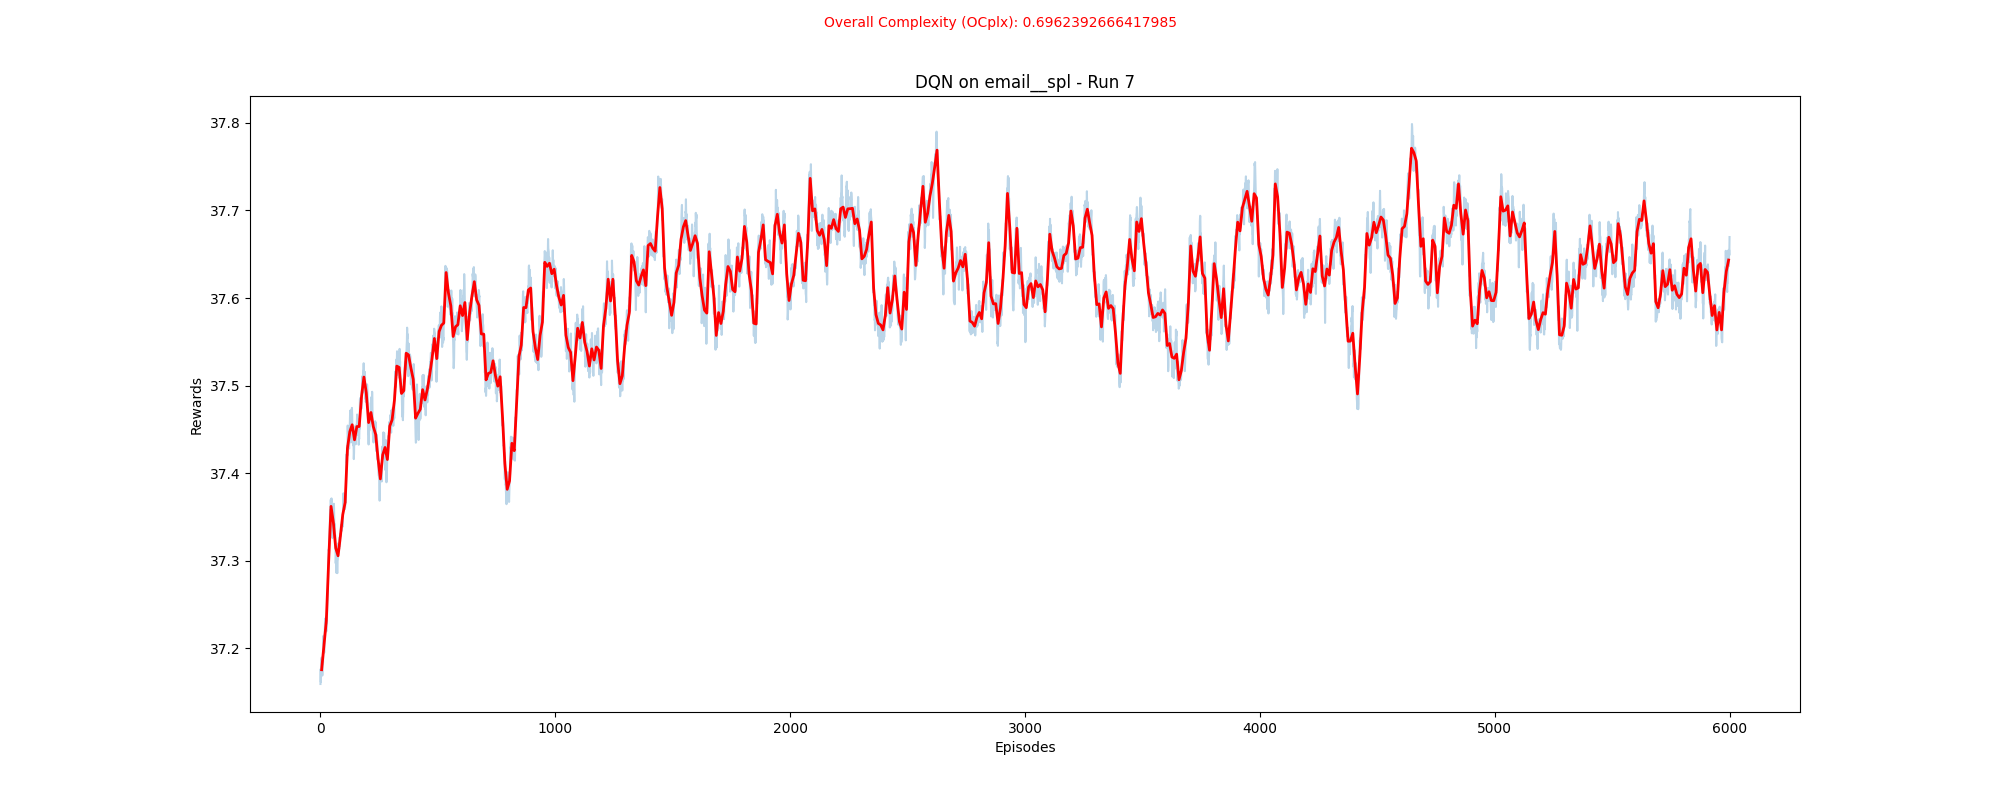 Overall Complexity (OCplx): 0.6962392666417985
DQN on email__spl - Run 7
37.8
37.7
37.6
37.5
37.4
37.3
37.2
Rewards
0 1000 2000 3000 4000 5000 6000
Episodes